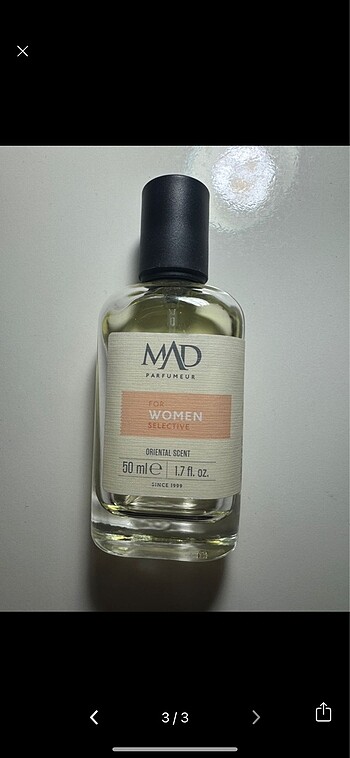 MAD
PARFUMEUR
FOR
WOMEN
SELECTIVE
ORIENTAL SCENT
50 ml ℮ 1.7 fl. oz.
SINCE 1999
3/3